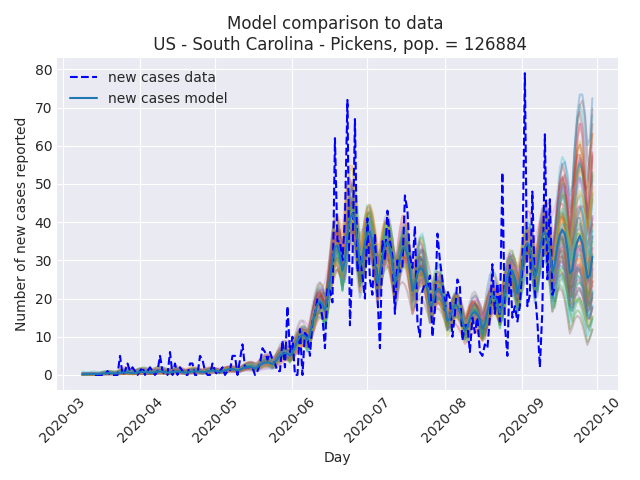 Model comparison to data
US - South Carolina - Pickens, pop. = 126884
new cases data
new cases model
Number of new cases reported
80
70
60
50
40
30
20
10
0
2020-03
2020-04
2020-05
2020-06
2020-07
2020-08
2020-09
2020-10
Day